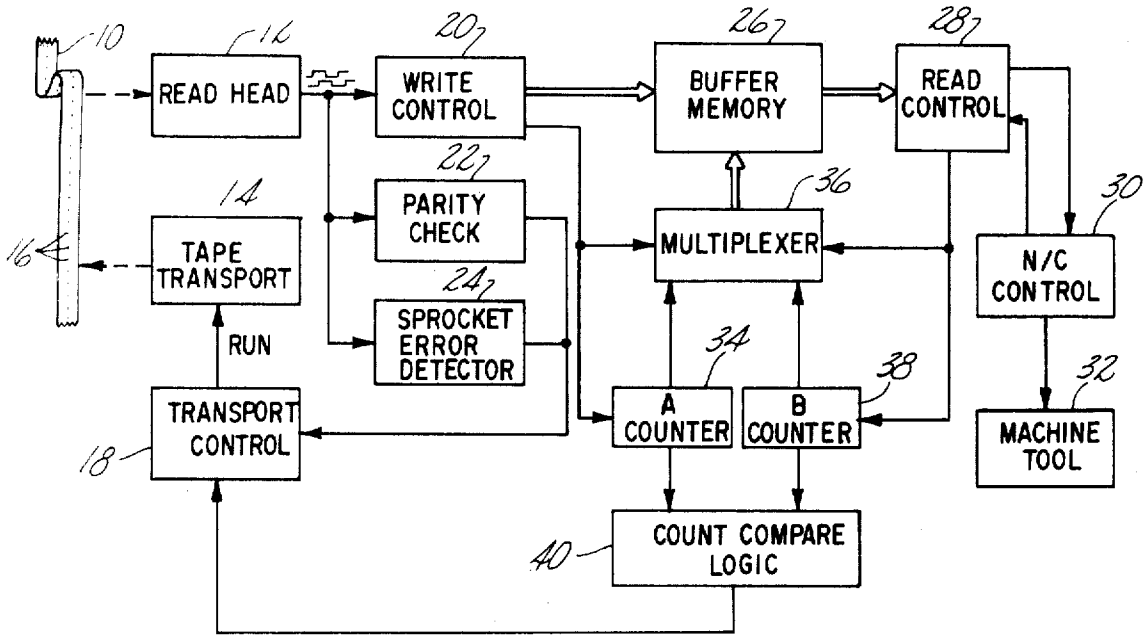 10
12
READ HEAD
20
WRITE
CONTROL
26
BUFFER
MEMORY
28
READ
CONTROL
22
PARITY
CHECK
14
TAPE
TRANSPORT
16
36
MULTIPLEXER
30
N/C
CONTROL
24
SPROCKET
ERROR
DETECTOR
RUN
34
A
COUNTER
38
B
COUNTER
32
MACHINE
TOOL
TRANSPORT
CONTROL
18
40
COUNT COMPARE
LOGIC